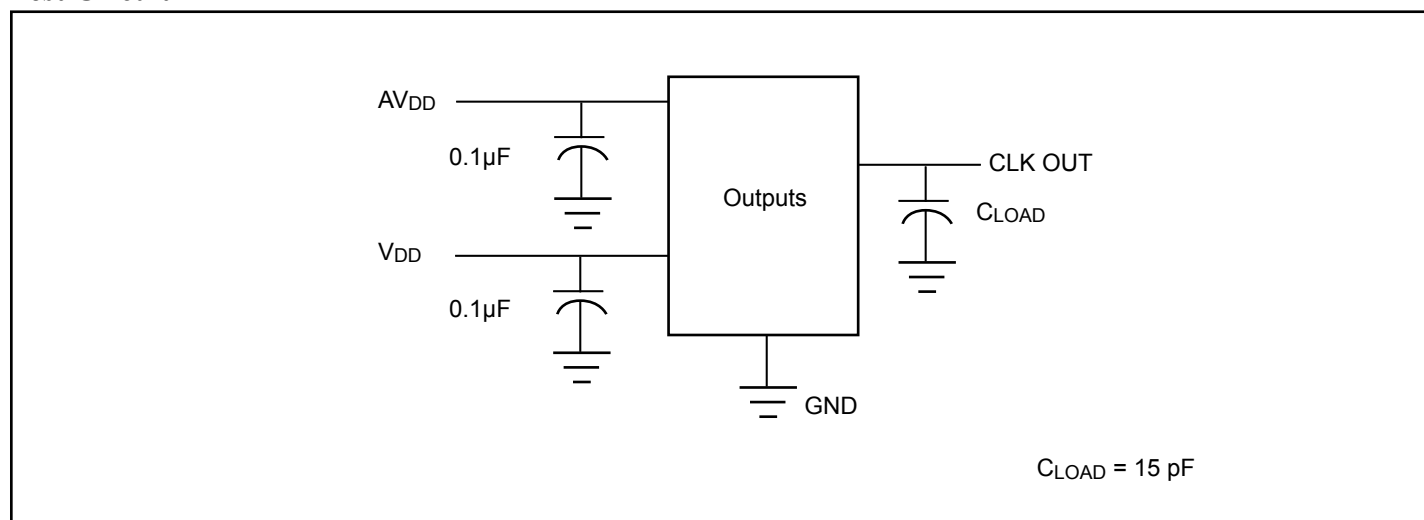 AVDD
0.1µF
Outputs
CLK OUT
CLOAD
VDD
0.1µF
GND
CLOAD = 15 pF